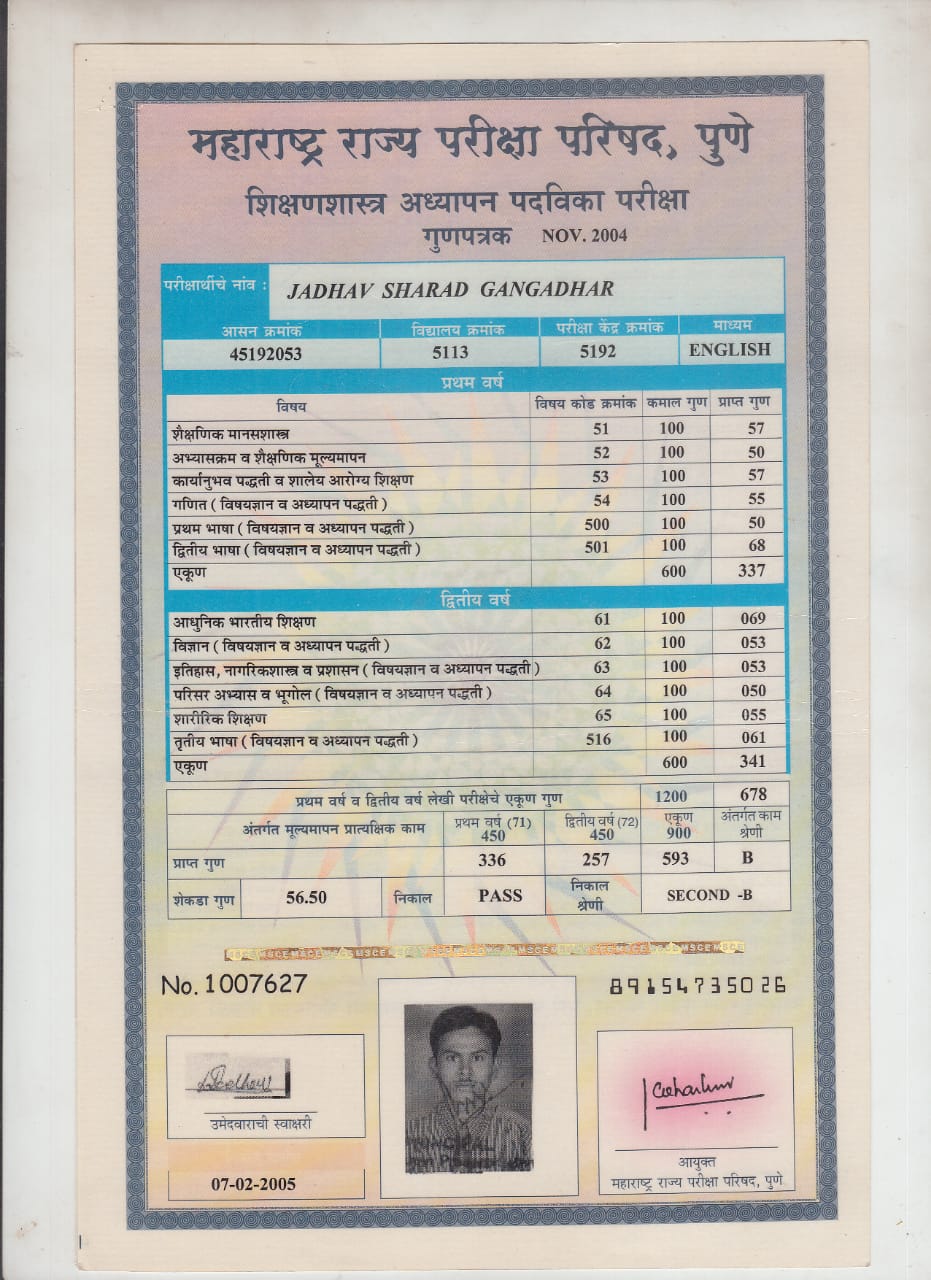 महाराष्ट्र राज्य परीक्षा परिषद, पुणे
शिक्षणशास्त्र अध्यापन पदविका परीक्षा
गुणपत्रक NOV. 2004
परीक्षार्थीचे नांव : JADHAV SHARAD GANGADHAR
आसन क्रमांक विद्यालय क्रमांक परीक्षा केंद्र क्रमांक माध्यम
45192053 5113 5192 ENGLISH
प्रथम वर्ष
विषय विषय कोड क्रमांक कमाल गुण प्राप्त गुण
शैक्षणिक मानसशास्त्र 51 100 57
अभ्यासक्रम व शैक्षणिक मूल्यमापन 52 100 50
कार्यानुभव पद्धती व शालेय आरोग्य शिक्षण 53 100 57
गणित ( विषयज्ञान व अध्यापन पद्धती ) 54 100 55
प्रथम भाषा ( विषयज्ञान व अध्यापन पद्धती ) 500 100 50
द्वितीय भाषा ( विषयज्ञान व अध्यापन पद्धती ) 501 100 68
एकूण 600 337
द्वितीय वर्ष
आधुनिक भारतीय शिक्षण 61 100 069
विज्ञान ( विषयज्ञान व अध्यापन पद्धती ) 62 100 053
इतिहास, नागरिकशास्त्र व प्रशासन ( विषयज्ञान व अध्यापन पद्धती ) 63 100 053
परिसर अभ्यास व भूगोल ( विषयज्ञान व अध्यापन पद्धती ) 64 100 050
शारीरिक शिक्षण 65 100 055
तृतीय भाषा ( विषयज्ञान व अध्यापन पद्धती ) 516 100 061
एकूण 600 341
प्रथम वर्ष व द्वितीय वर्ष लेखी परीक्षेचे एकूण गुण 1200 678
अंतर्गत मूल्यमापन प्रात्यक्षिक काम प्रथम वर्ष (71) 450 द्वितीय वर्ष (72) 450 एकूण 900 अंतर्गत काम श्रेणी
प्राप्त गुण 336 257 593 B
शेकडा गुण 56.50 निकाल PASS निकाल श्रेणी SECOND -B
No. 1007627
89154735026
उमेदवाराची स्वाक्षरी
07-02-2005
आयुक्त
महाराष्ट्र राज्य परीक्षा परिषद, पुणे